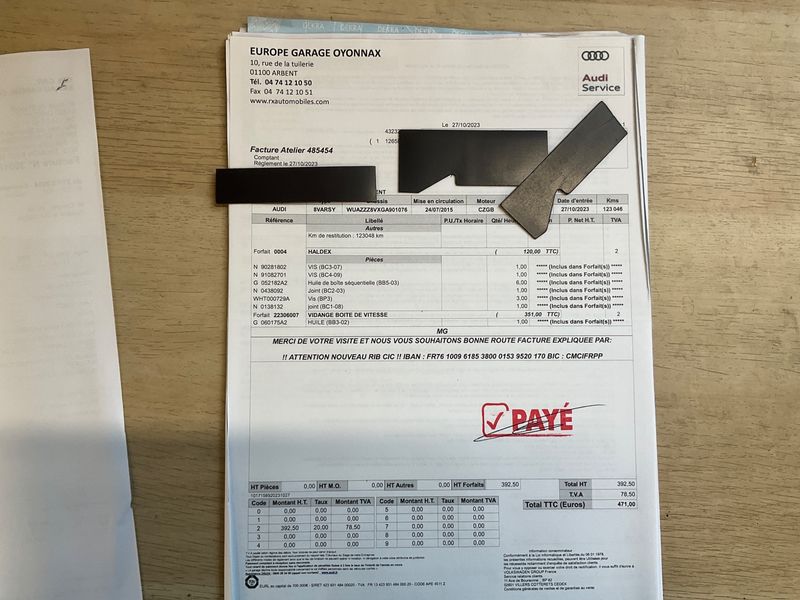 DEKRA DEKRA DEKRA DEKRA
EUROPE GARAGE OYONNAX
10, rue de la tuilerie
01100 ARBENT
Tél. 04 74 12 10 50
Fax 04 74 12 10 51
www.rxautomobiles.com
Audi
Service
Le 27/10/2023
Facture Atelier 485454
Comptant
Règlement le 27/10/2023
Mise en circulation Moteur Date d'entrée Kms
AUDI 8VARSY WUAZZZ8VXGA901076 24/07/2015 CZGB 27/10/2023 123 046
Référence Libellé P.U./Tx Horaire P. Net H.T. TVA
Autres
Km de restitution : 123048 km
Forfait 0004 HALDEX ( 120,00 TTC) 2
Pièces
N 90281802 VIS (BC3-07) 1,00 ***** (Inclus dans Forfait(s)) *****
N 91082701 VIS (BC4-09) 1,00 ***** (Inclus dans Forfait(s)) *****
G 052182A2 Huile de boîte séquentielle (BB5-03) 6,00 ***** (Inclus dans Forfait(s)) *****
N 0438092 Joint (BC2-03) 1,00 ***** (Inclus dans Forfait(s)) *****
WHT000729A Vis (BP3) 3,00 ***** (Inclus dans Forfait(s)) *****
N 0138132 joint (BC1-08) 1,00 ***** (Inclus dans Forfait(s)) *****
Forfait 22306007 VIDANGE BOITE DE VITESSE ( 351,00 TTC) 2
G 060175A2 HUILE (BB3-02) 1,00 ***** (Inclus dans Forfait(s)) *****
MG
MERCI DE VOTRE VISITE ET NOUS VOUS SOUHAITONS BONNE ROUTE FACTURE EXPLIQUEE PAR:
!! ATTENTION NOUVEAU RIB CIC !! IBAN : FR76 1009 6185 3800 0153 9520 170 BIC : CMCIFRPP
PAYÉ
HT Pièces 0,00 HT M.O. 0,00 HT Autres 0,00 HT Forfaits 392,50 Total HT 392,50
T.V.A 78,50
Total TTC (Euros) 471,00
Code Montant H.T. Taux Montant TVA Code Montant H.T. Taux Montant TVA
0 0,00 0,00 0,00 5 0,00 0,00 0,00
1 0,00 0,00 0,00 6 0,00 0,00 0,00
2 392,50 20,00 78,50 7 0,00 0,00 0,00
3 0,00 0,00 0,00 8 0,00 0,00 0,00
4 0,00 0,00 0,00 9 0,00 0,00 0,00